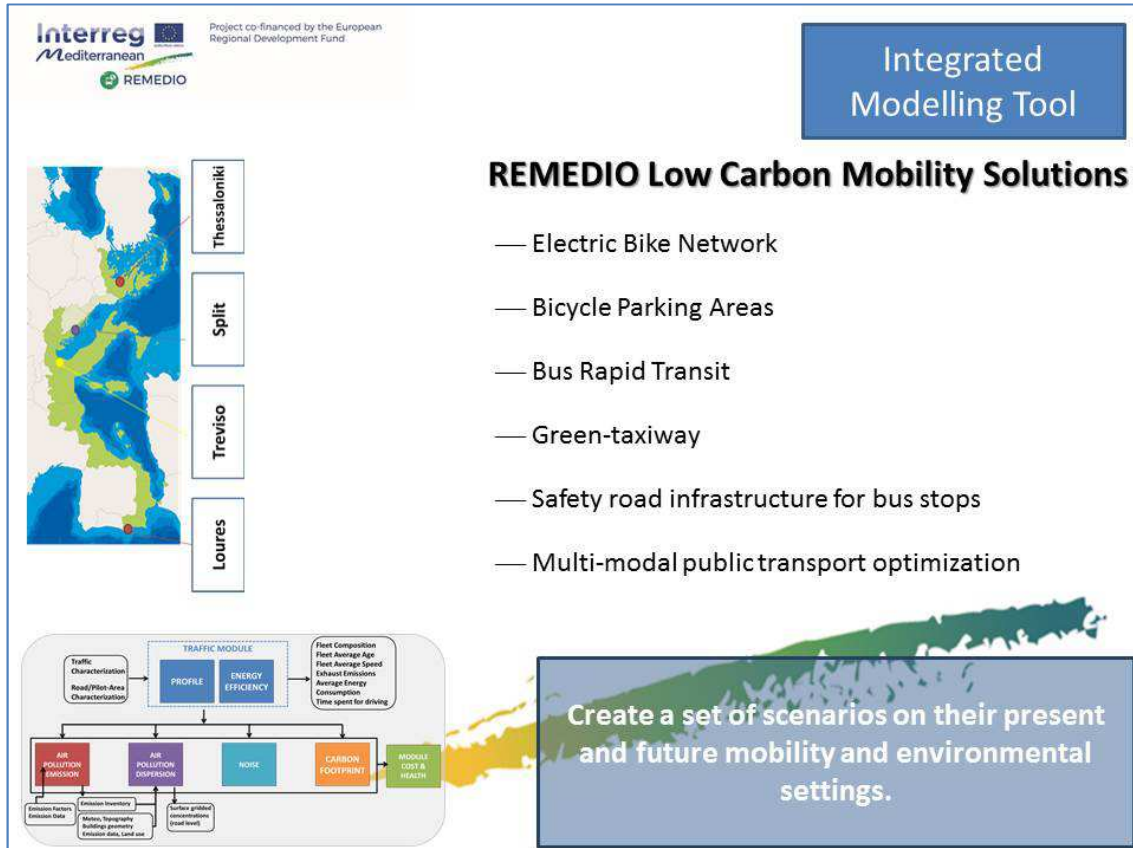 Interreg
Mediterranean
REMEDIO
Project co-financed by the European
Regional Development Fund
Integrated
Modelling Tool
Thessaloniki
Split
Treviso
Loures
REMEDIO Low Carbon Mobility Solutions
— Electric Bike Network
— Bicycle Parking Areas
— Bus Rapid Transit
— Green-taxiway
— Safety road infrastructure for bus stops
— Multi-modal public transport optimization
TRAFFIC MODULE
Traffic
Characterization
Road/Pilot-Area
Characterization
PROFILE
ENERGY
EFFICIENCY
Fleet Composition
Fleet Average Age
Fleet Average Speed
Exhaust Emissions
Average Energy
Consumption
Time spent for driving
AIR
POLLUTION
EMISSION
AIR
POLLUTION
DISPERSION
NOISE
CARBON
FOOTPRINT
MODULE
COST &
HEALTH
Emission Factors
Emission Data
Emission Inventory
Meteo, Topography
Buildings geometry
Emission data, Land use
Surface gridded
concentrations
(road level)
Create a set of scenarios on their present
and future mobility and environmental
settings.